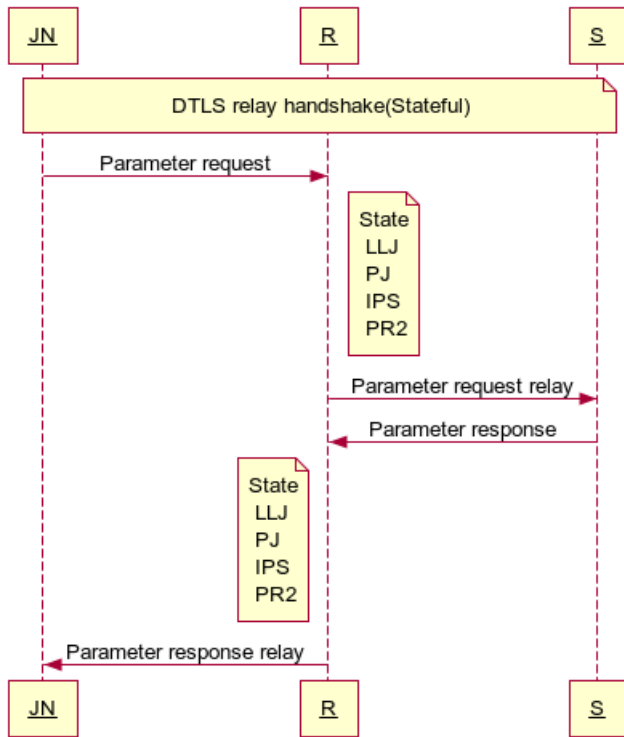 JN R S
DTLS relay handshake(Stateful)
Parameter request
State
LLJ
PJ
IPS
PR2
Parameter request relay
Parameter response
State
LLJ
PJ
IPS
PR2
Parameter response relay
JN R S